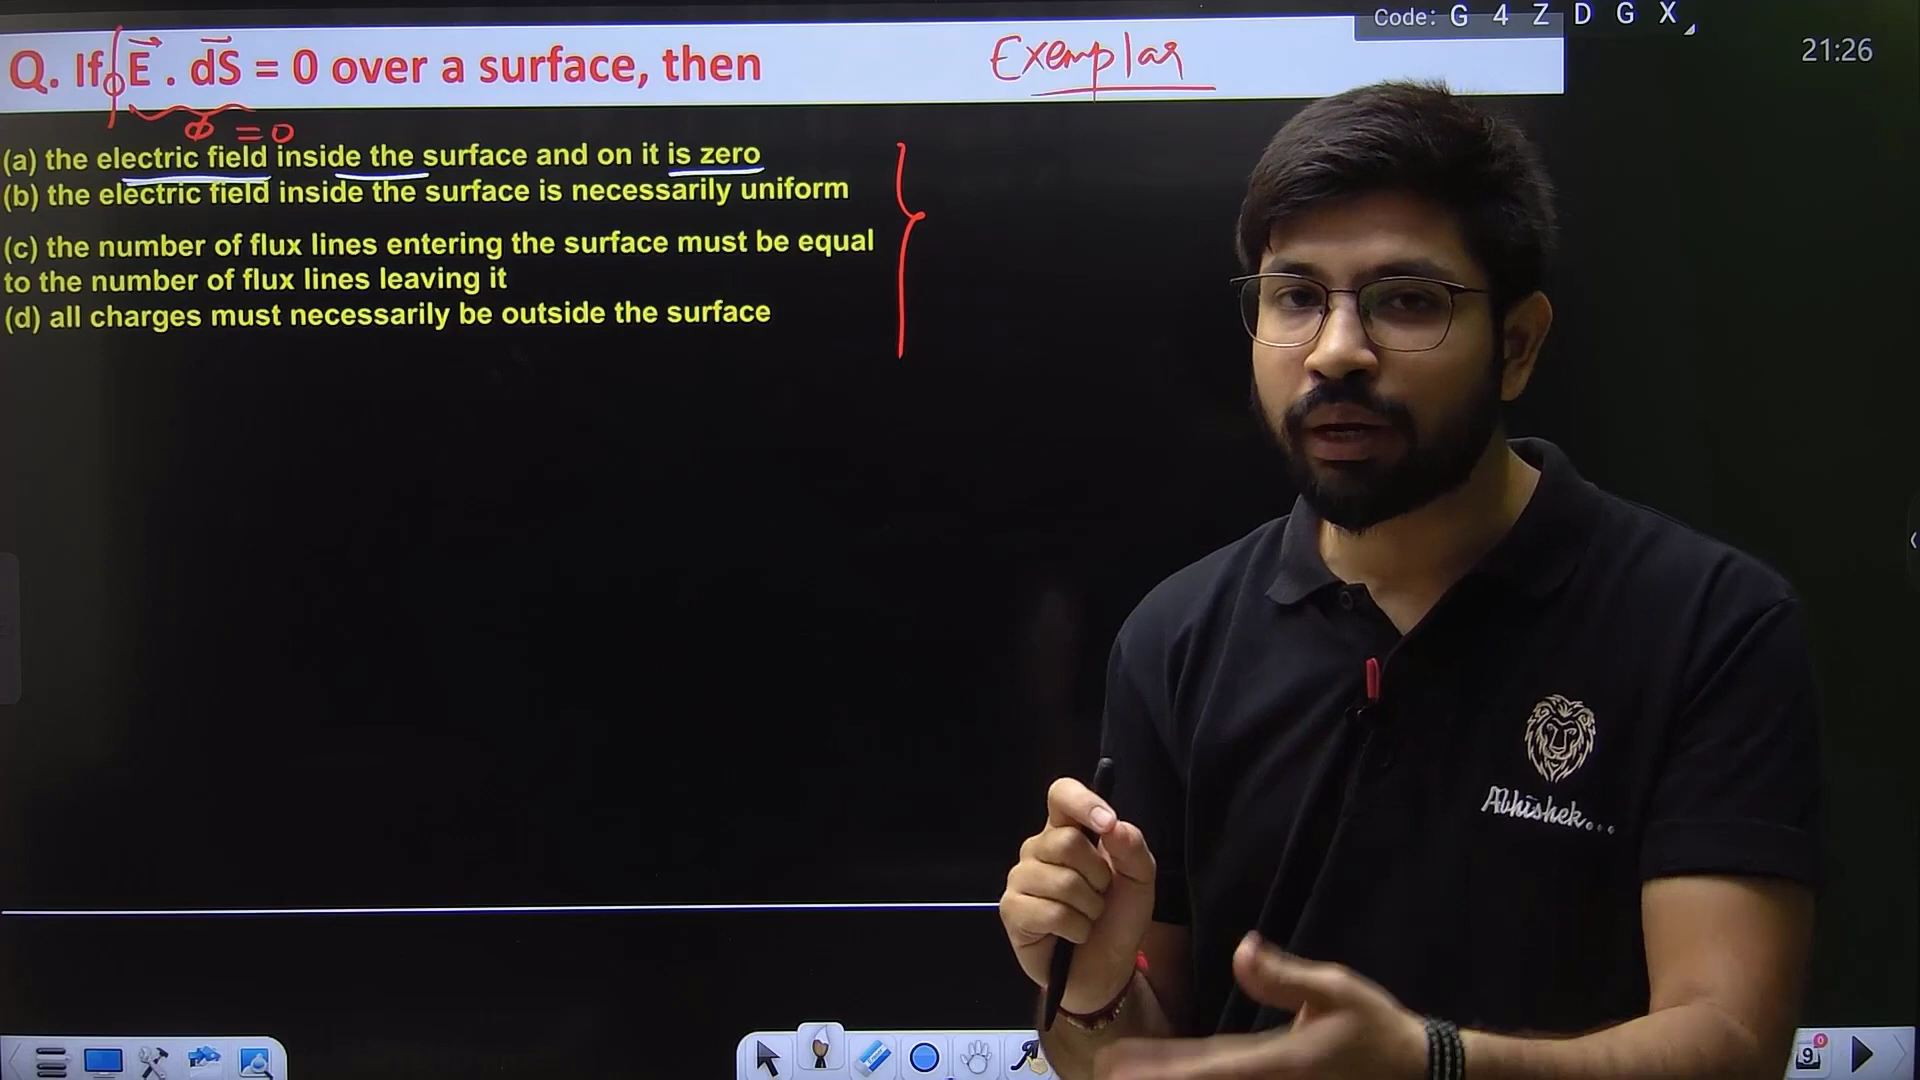 Code: G 4 Z D G X
21:26
Q. If ∮ E⃗ . dS⃗ = 0 over a surface, then
Exemplar
Φ = 0
(a) the electric field inside the surface and on it is zero
(b) the electric field inside the surface is necessarily uniform
(c) the number of flux lines entering the surface must be equal
to the number of flux lines leaving it
(d) all charges must necessarily be outside the surface
Abhishek...
9
0